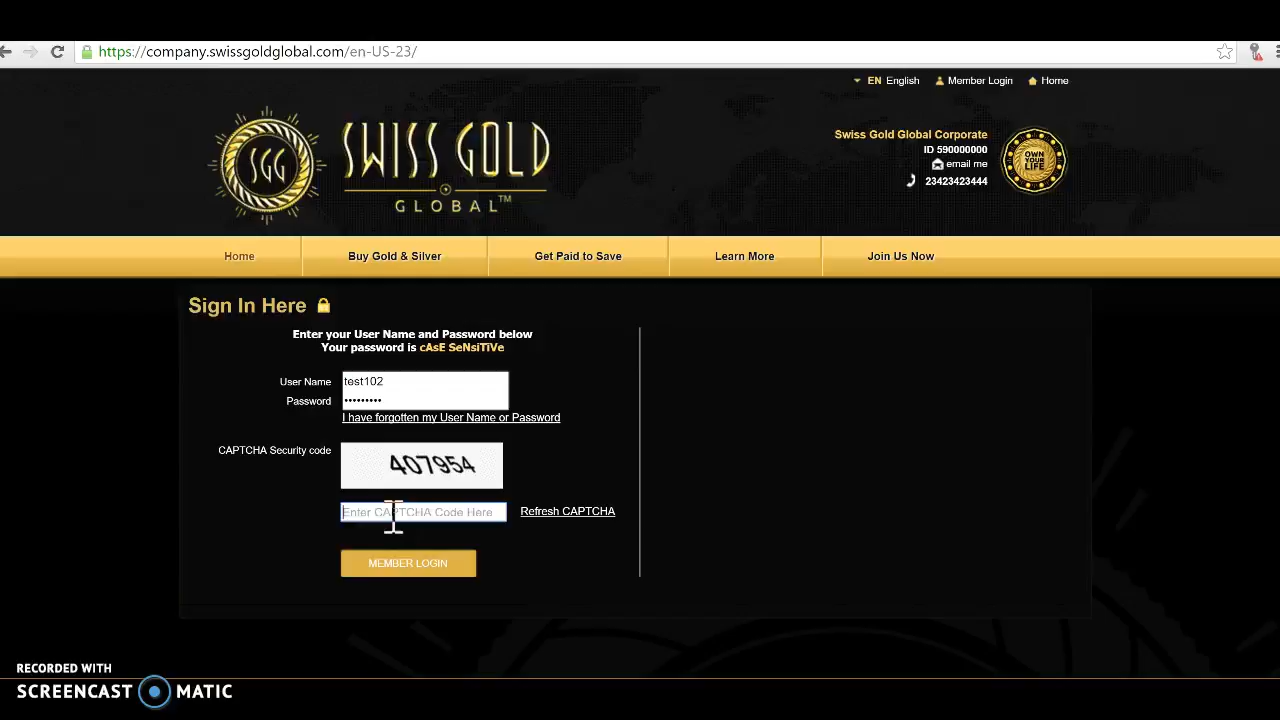 https://company.swissgoldglobal.com/en-US-23/
EN English Member Login Home
SGG
SWISS GOLD
GLOBAL™
Swiss Gold Global Corporate
ID 590000000
email me
23423423444
OWN YOUR LIFE
Home Buy Gold & Silver Get Paid to Save Learn More Join Us Now
Sign In Here
Enter your User Name and Password below
Your password is cAsE SeNsiTiVe
User Name test102
Password •••••••••
I have forgotten my User Name or Password
CAPTCHA Security code 407954
Enter CAPTCHA Code Here Refresh CAPTCHA
MEMBER LOGIN
RECORDED WITH
SCREENCAST MATIC